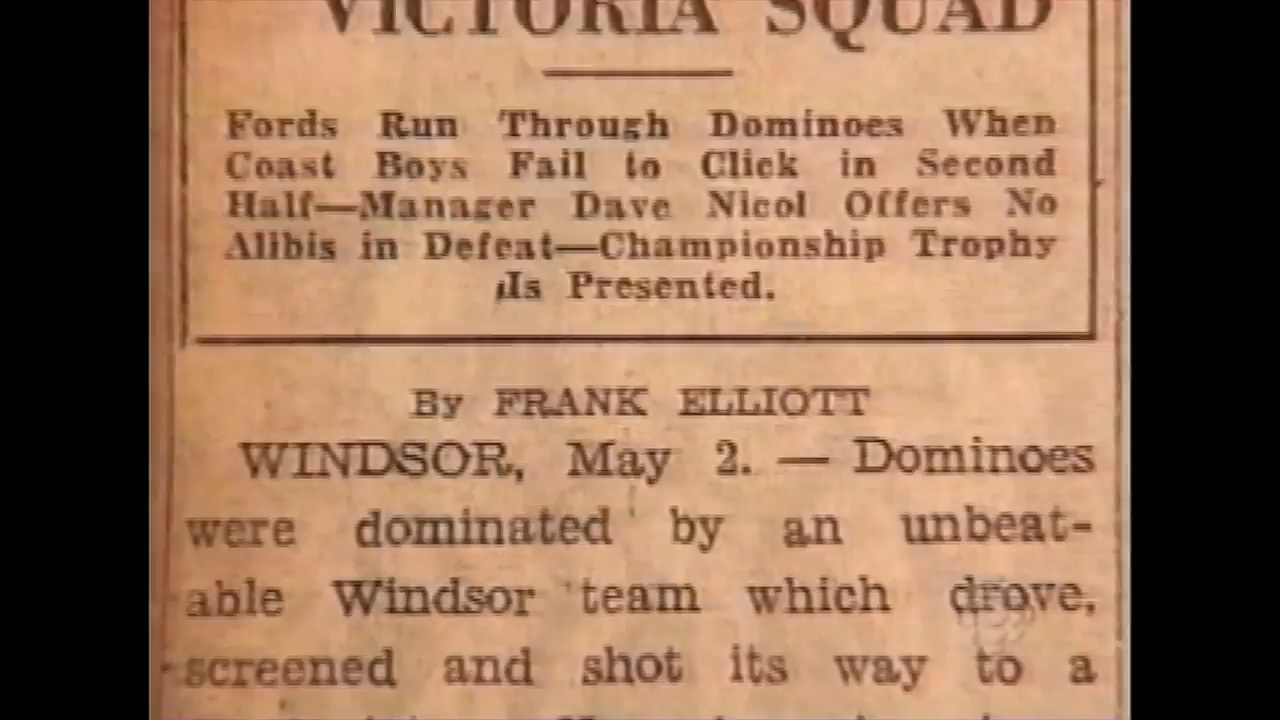 VICTORIA SQUAD
Fords Run Through Dominoes When
Coast Boys Fail to Click in Second
Half—Manager Dave Nicol Offers No
Alibis in Defeat—Championship Trophy
Is Presented.
By FRANK ELLIOTT
WINDSOR, May 2. — Dominoes
were dominated by an unbeat-
able Windsor team which drove,
screened and shot its way to a